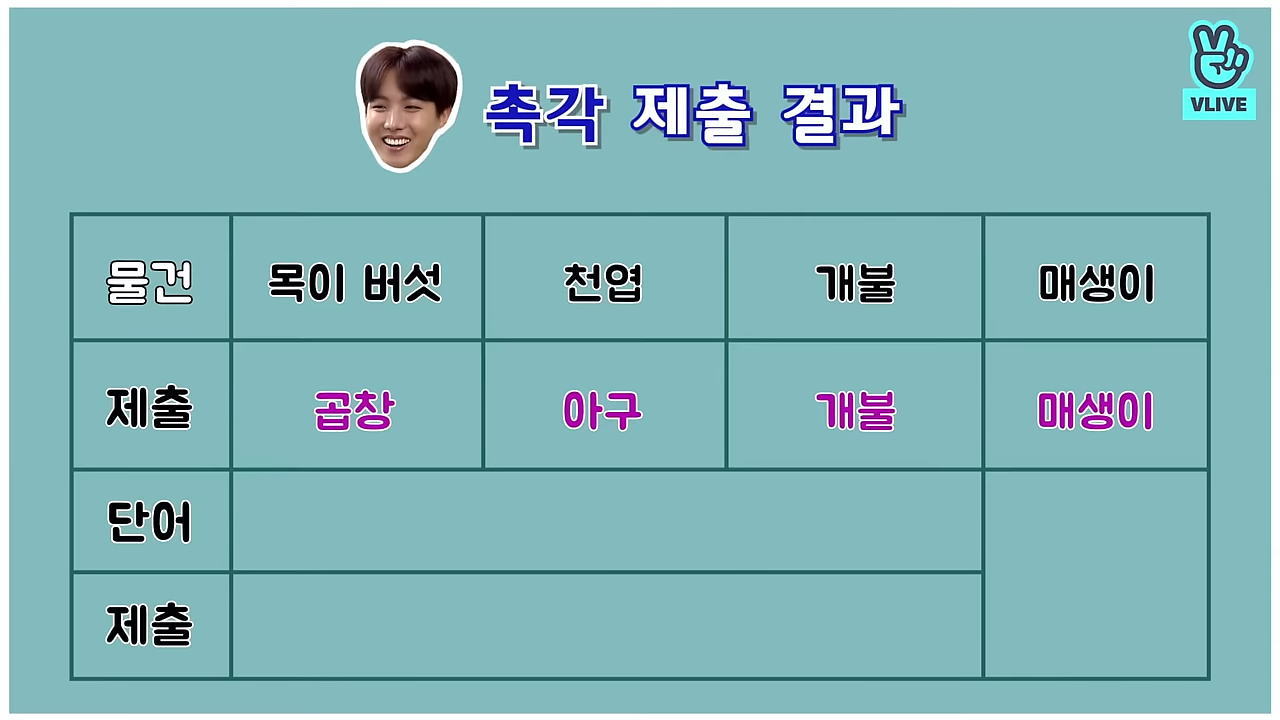 촉각 제출 결과
VLIVE
물건 목이 버섯 천엽 개불 매생이
제출 곱창 아구 개불 매생이
단어
제출